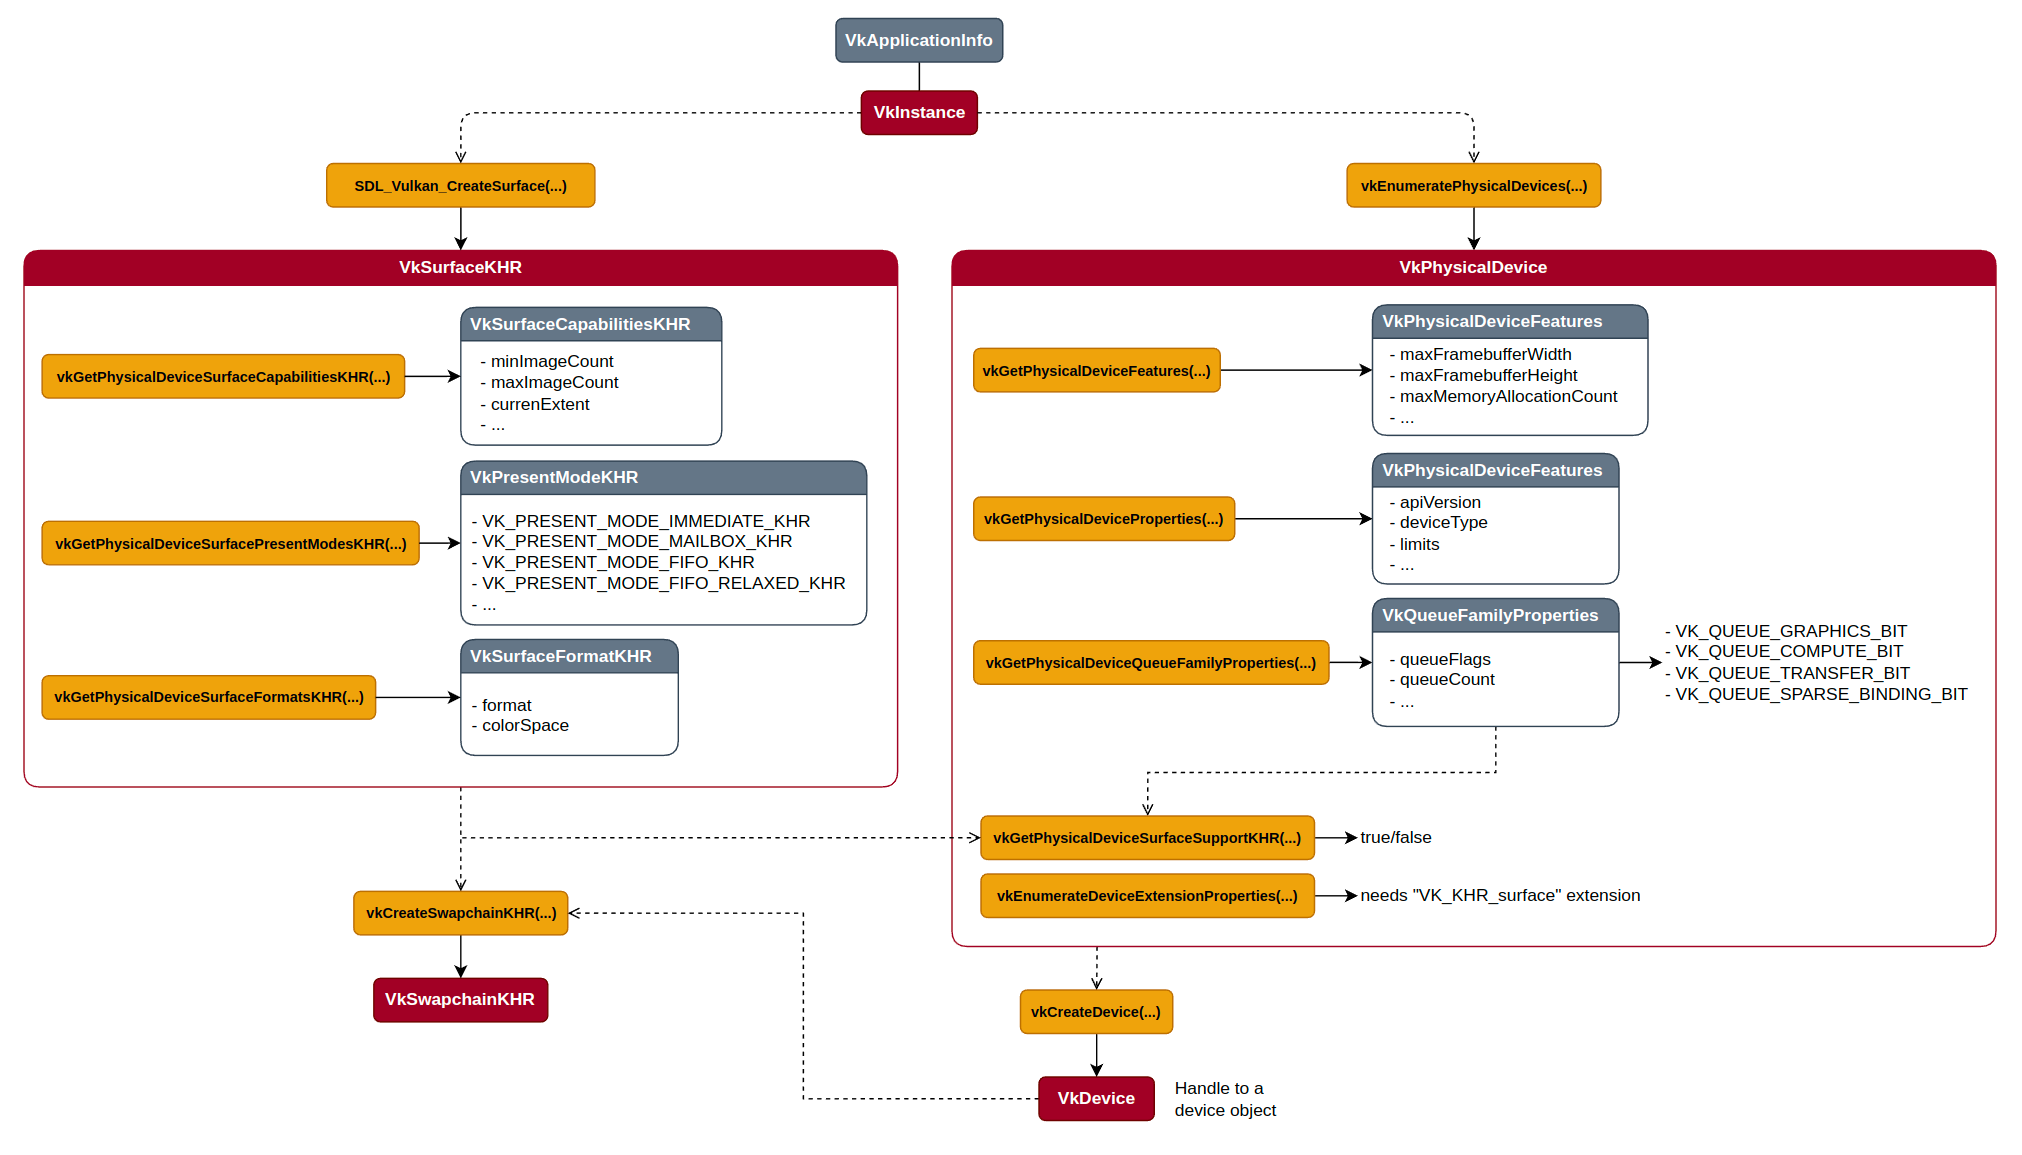 VkApplicationInfo
VkInstance
SDL_Vulkan_CreateSurface(...)
vkEnumeratePhysicalDevices(...)
VkSurfaceKHR
vkGetPhysicalDeviceSurfaceCapabilitiesKHR(...)
VkSurfaceCapabilitiesKHR
- minImageCount
- maxImageCount
- currenExtent
- ...
vkGetPhysicalDeviceSurfacePresentModesKHR(...)
VkPresentModeKHR
- VK_PRESENT_MODE_IMMEDIATE_KHR
- VK_PRESENT_MODE_MAILBOX_KHR
- VK_PRESENT_MODE_FIFO_KHR
- VK_PRESENT_MODE_FIFO_RELAXED_KHR
- ...
vkGetPhysicalDeviceSurfaceFormatsKHR(...)
VkSurfaceFormatKHR
- format
- colorSpace
VkPhysicalDevice
vkGetPhysicalDeviceFeatures(...)
VkPhysicalDeviceFeatures
- maxFramebufferWidth
- maxFramebufferHeight
- maxMemoryAllocationCount
- ...
vkGetPhysicalDeviceProperties(...)
VkPhysicalDeviceFeatures
- apiVersion
- deviceType
- limits
- ...
vkGetPhysicalDeviceQueueFamilyProperties(...)
VkQueueFamilyProperties
- queueFlags
- queueCount
- ...
- VK_QUEUE_GRAPHICS_BIT
- VK_QUEUE_COMPUTE_BIT
- VK_QUEUE_TRANSFER_BIT
- VK_QUEUE_SPARSE_BINDING_BIT
vkGetPhysicalDeviceSurfaceSupportKHR(...)
true/false
vkEnumerateDeviceExtensionProperties(...)
needs "VK_KHR_surface" extension
vkCreateSwapchainKHR(...)
VkSwapchainKHR
vkCreateDevice(...)
VkDevice
Handle to a
device object